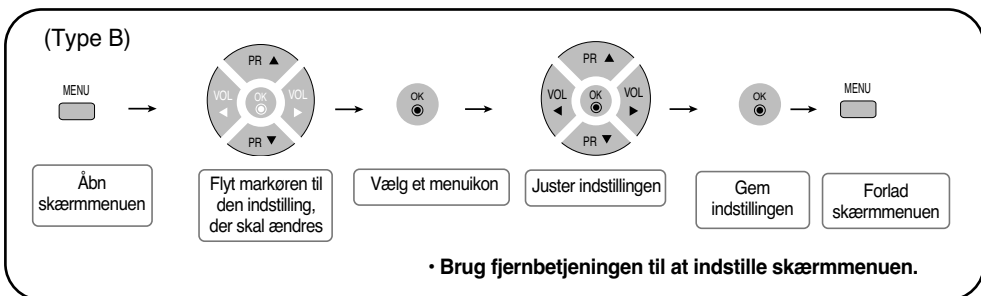 (Type B)
MENU
PR ▲
VOL ◄ OK VOL ►
PR ▼
OK
PR ▲
VOL ◄ OK VOL ►
PR ▼
OK
MENU
Åbn
skærmmenuen
Flyt markøren til
den indstilling,
der skal ændres
Vælg et menuikon
Juster indstillingen
Gem
indstillingen
Forlad
skærmmenuen
• Brug fjernbetjeningen til at indstille skærmmenuen.